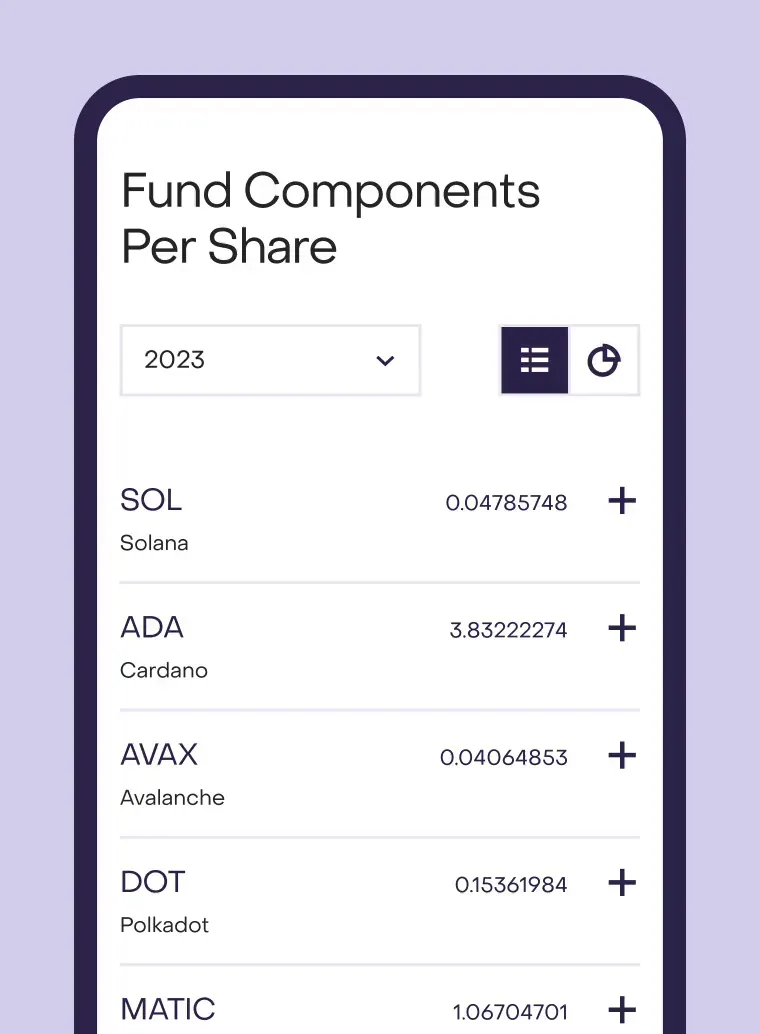 Fund Components
Per Share
2023
SOL 0.04785748
Solana
ADA 3.83222274
Cardano
AVAX 0.04064853
Avalanche
DOT 0.15361984
Polkadot
MATIC 1.06704701